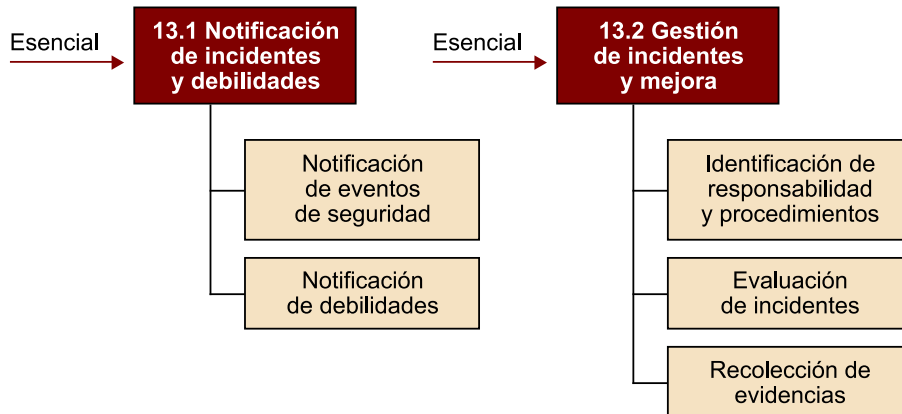 Esencial
13.1 Notificación
de incidentes
y debilidades
Notificación
de eventos
de seguridad
Notificación
de debilidades
Esencial
13.2 Gestión
de incidentes
y mejora
Identificación de
responsabilidad
y procedimientos
Evaluación
de incidentes
Recolección de
evidencias